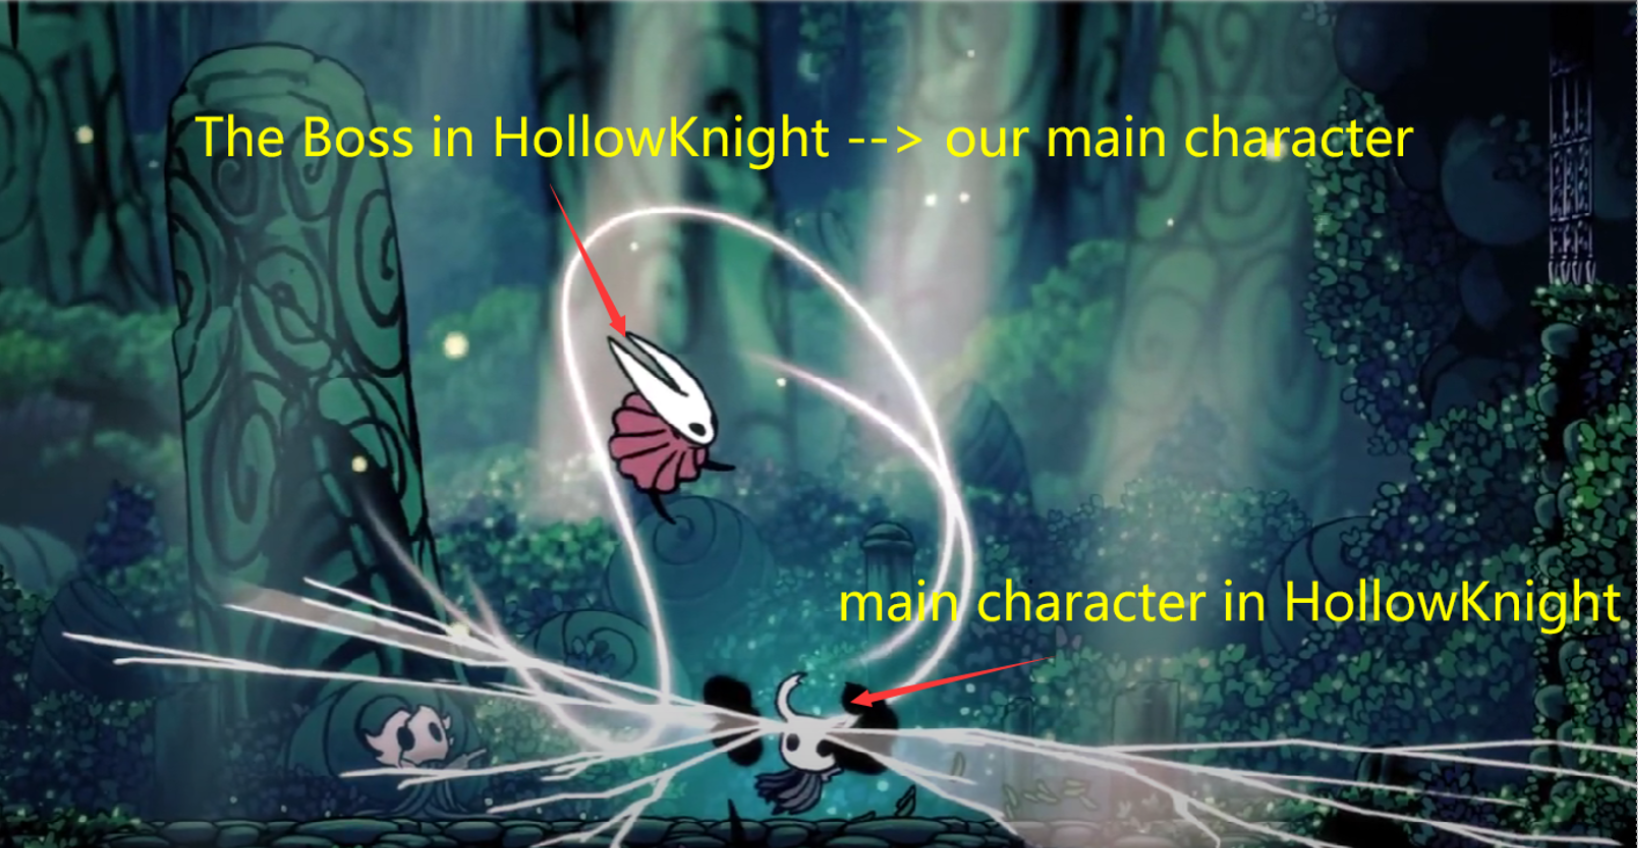 The Boss in HollowKnight --> our main character
main character in HollowKnight